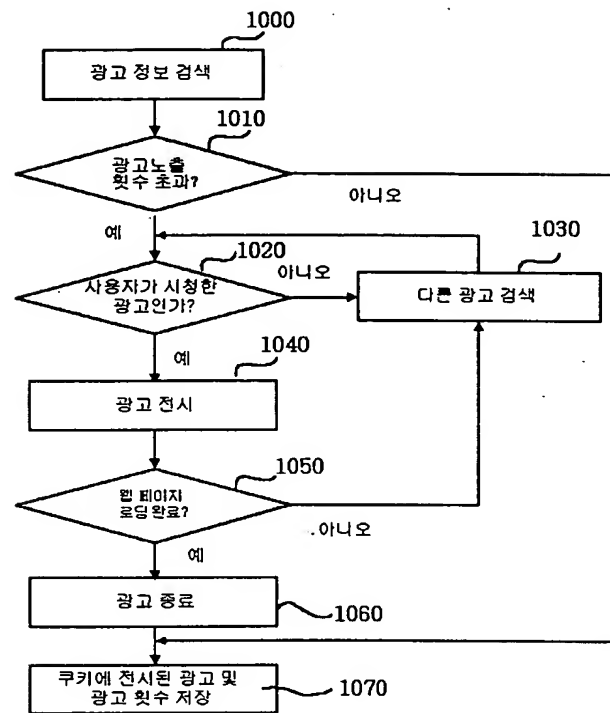 1000
광고 정보 검색
1010
광고노출
횟수 초과?
아니오
예
1020
1030
사용자가 시청한
광고인가?
아니오
다른 광고 검색
예
1040
광고 전시
1050
웹 페이지
로딩완료?
아니오
예
광고 종료
1060
쿠키에 전시된 광고 및
광고 횟수 저장
1070